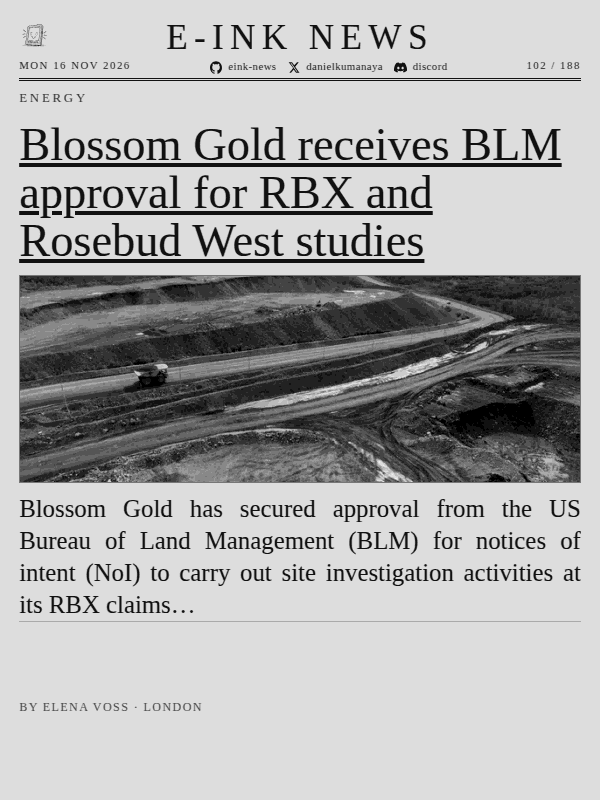 E-INK NEWS
MON 16 NOV 2026 eink-news danielkumanaya discord 102 / 188
ENERGY
Blossom Gold receives BLM
approval for RBX and
Rosebud West studies
Blossom Gold has secured approval from the US
Bureau of Land Management (BLM) for notices of
intent (NoI) to carry out site investigation activities at
its RBX claims…
BY ELENA VOSS · LONDON